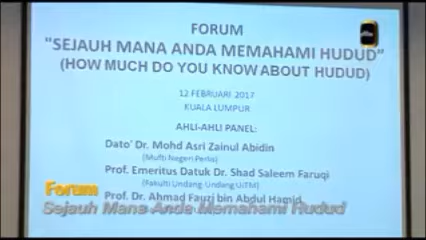 FORUM
"SEJAUH MANA ANDA MEMAHAMI HUDUD"
(HOW MUCH DO YOU KNOW ABOUT HUDUD)
12 FEBRUARI 2017
KUALA LUMPUR
AHLI-AHLI PANEL:
Dato' Dr. Mohd Asri Zainul Abidin
(Mufti Negeri Perlis)
Prof. Emeritus Datuk Dr. Shad Saleem Faruqi
(Fakulti Undang-Undang UiTM)
Prof. Dr. Ahmad Fauzi bin Abdul Hamid
Forum
Sejauh Mana Anda Memahami Hudud